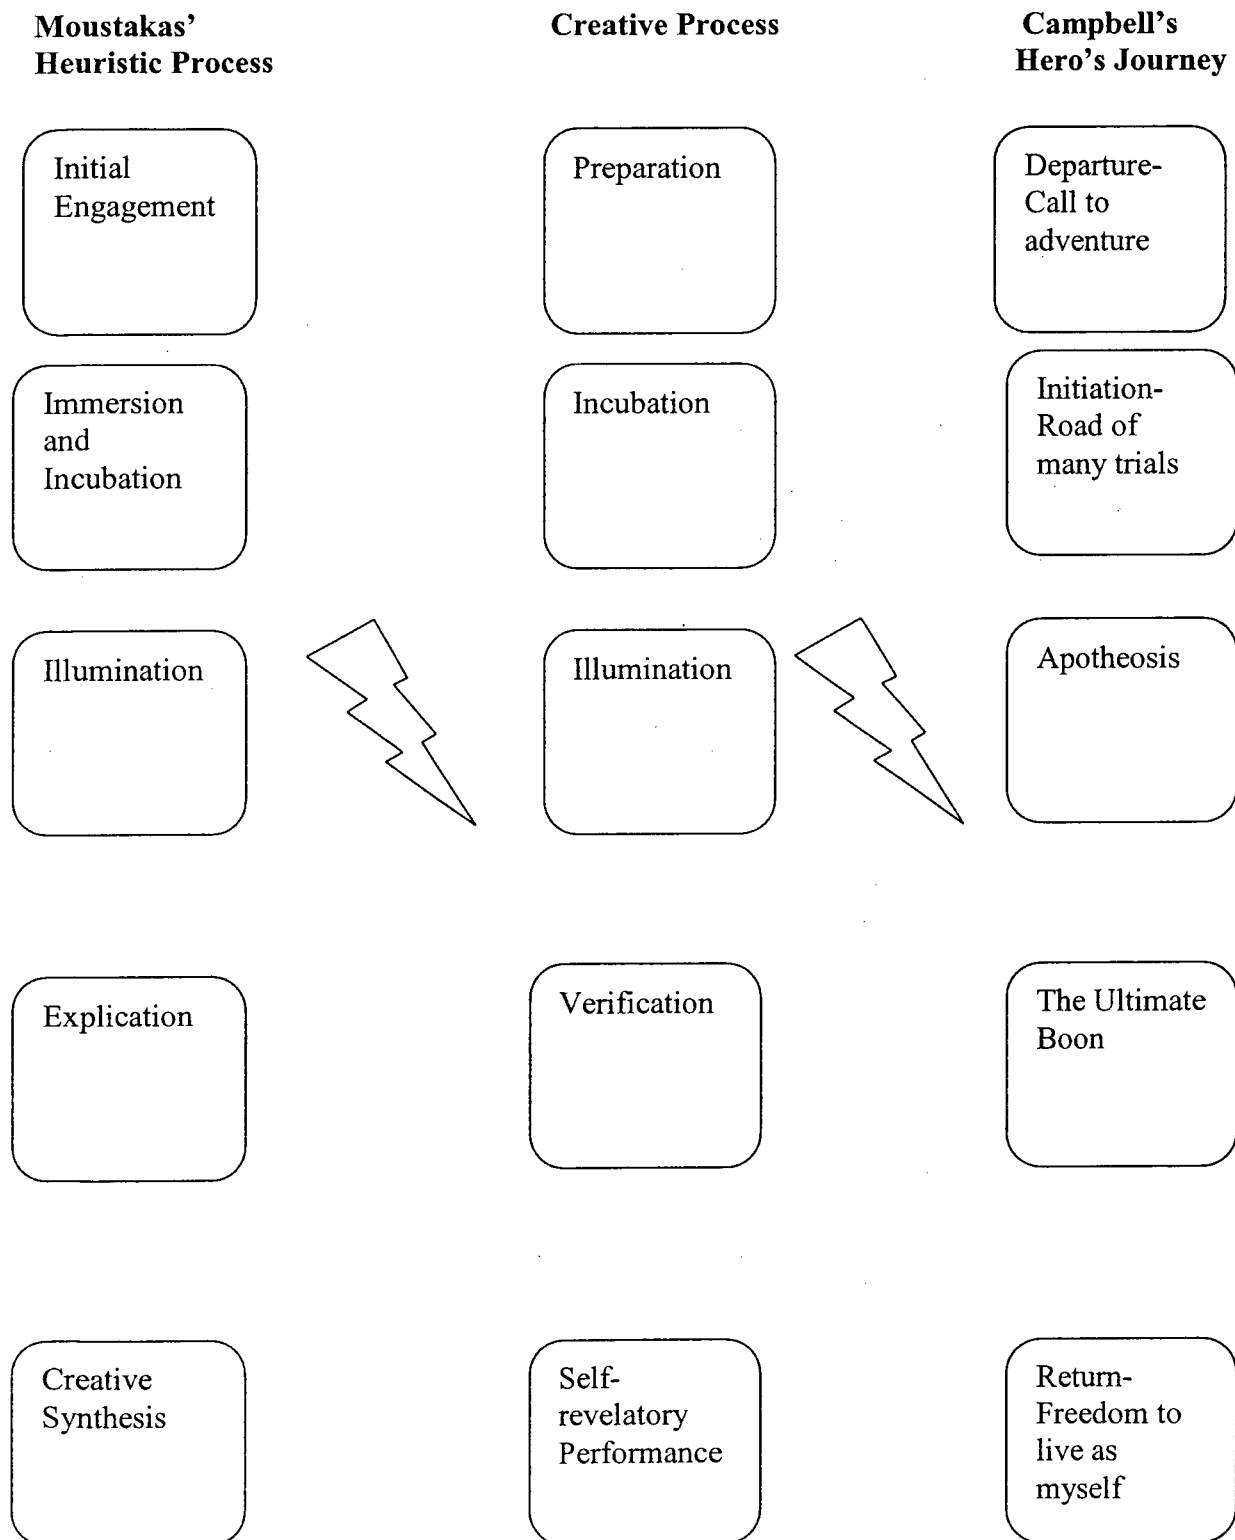 Moustakas'
Heuristic Process
Creative Process
Campbell's
Hero's Journey
Initial
Engagement
Preparation
Departure-
Call to
adventure
Immersion
and
Incubation
Incubation
Initiation-
Road of
many trials
Illumination
Illumination
Apotheosis
Explication
Verification
The Ultimate
Boon
Creative
Synthesis
Self-
revelatory
Performance
Return-
Freedom to
live as
myself